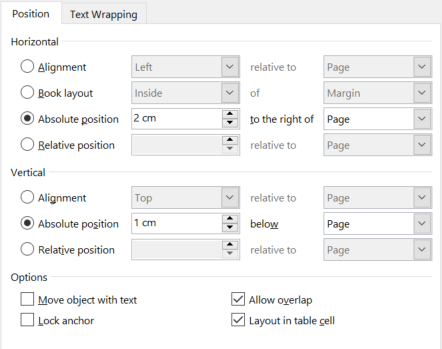 Position Text Wrapping
Horizontal
Alignment Left relative to Page
Book layout Inside of Margin
Absolute position 2 cm to the right of Page
Relative position relative to Page
Vertical
Alignment Top relative to Page
Absolute position 1 cm below Page
Relative position relative to Page
Options
Move object with text Allow overlap
Lock anchor Layout in table cell